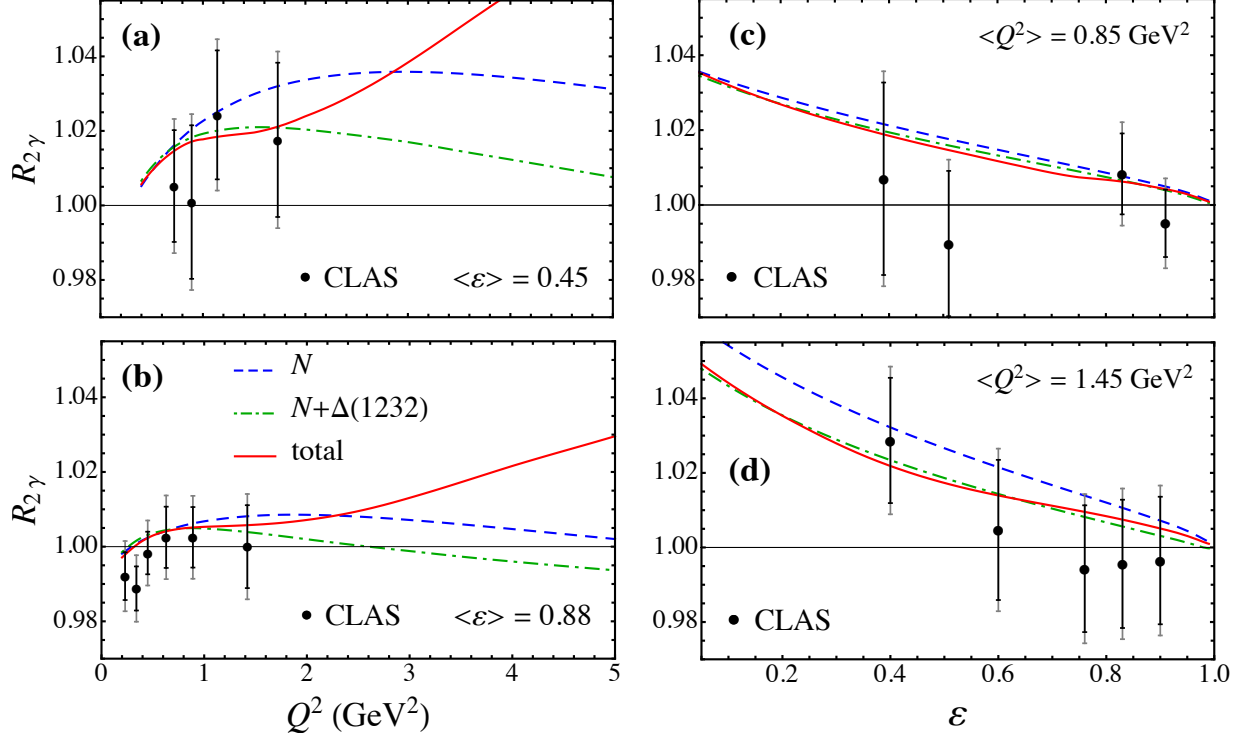 (a)
1.04
1.02
1.00
0.98
R2γ
CLAS <ε> = 0.45
(c)
<Q²> = 0.85 GeV²
CLAS
(b)
N
N+Δ(1232)
total
1.04
1.02
1.00
0.98
R2γ
CLAS <ε> = 0.88
0 1 2 3 4 5
Q² (GeV²)
<Q²> = 1.45 GeV²
(d)
CLAS
0.2 0.4 0.6 0.8 1.0
ε
1.04
1.02
1.00
0.98
1.04
1.02
1.00
0.98